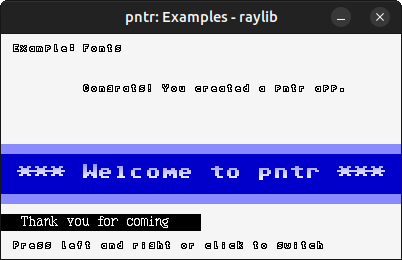 pntr: Examples - raylib
Example: Fonts
Congrats! You created a pntr app.
*** Welcome to pntr ***
Thank you for coming
Press left and right or click to switch